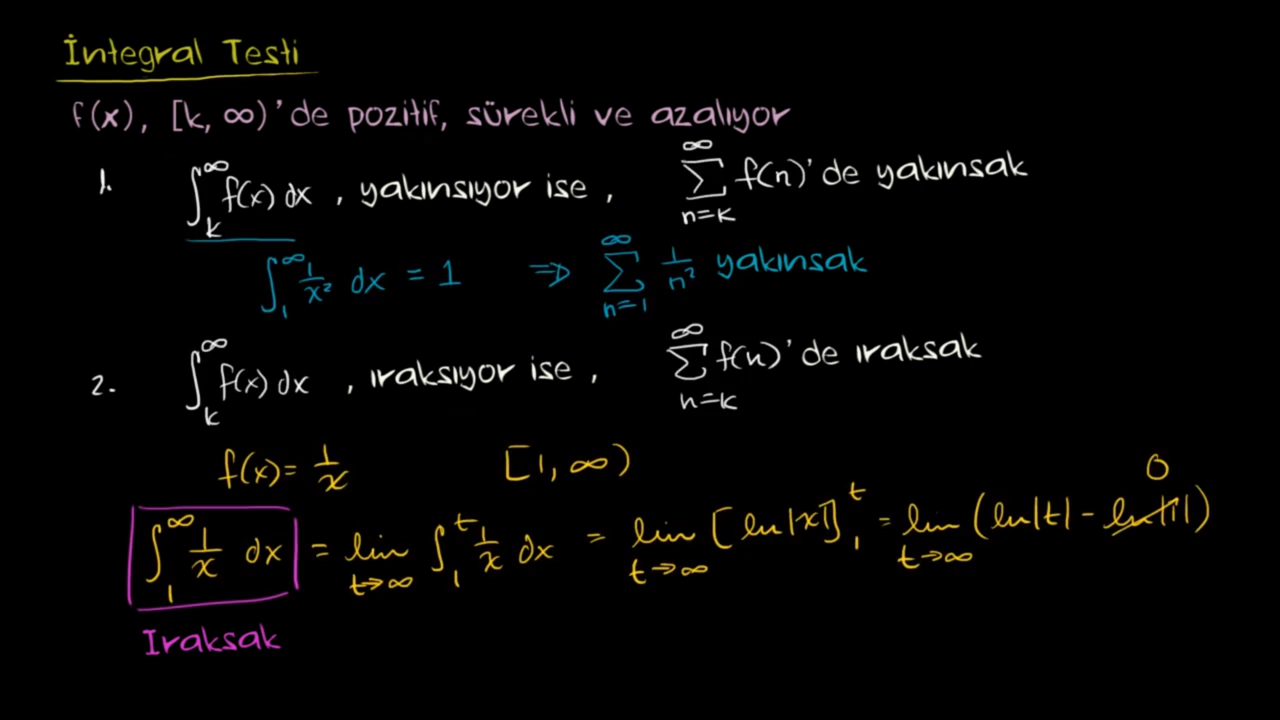 İntegral Testi
f(x), [k, ∞)'de pozitif, sürekli ve azalıyor
1. ∫_k^∞ f(x) dx , yakınsıyor ise , ∑_{n=k}^∞ f(n)'de yakınsak
∫_1^∞ 1/x² dx = 1 ⇒ ∑_{n=1}^∞ 1/n² yakınsak
2. ∫_k^∞ f(x) dx , ıraksıyor ise , ∑_{n=k}^∞ f(n)'de ıraksak
f(x) = 1/x [1, ∞)
∫_1^∞ 1/x dx = lim_{t→∞} ∫_1^t 1/x dx = lim_{t→∞} [ln|x|]_1^t = lim_{t→∞} (ln|t| - ln|1|) 0
Iraksak